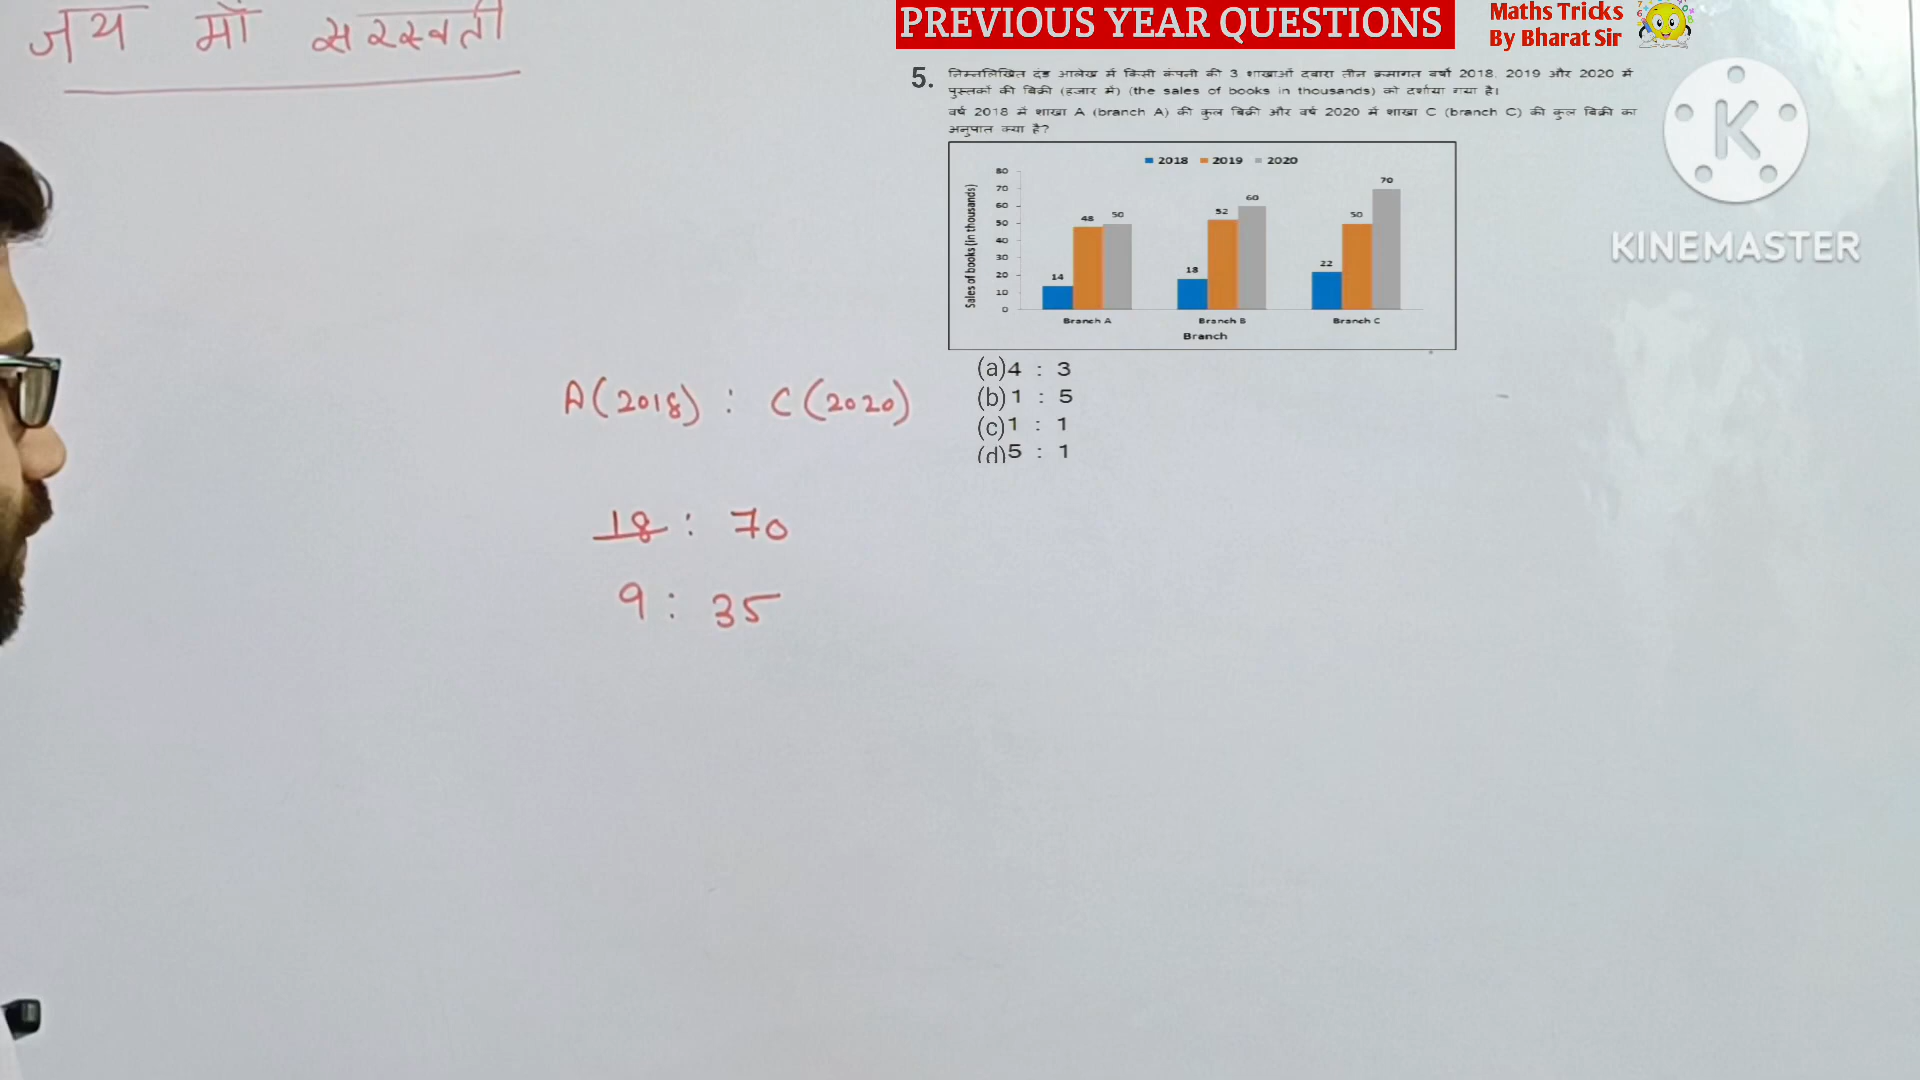 जय माँ सरस्वती
PREVIOUS YEAR QUESTIONS
Maths Tricks
By Bharat Sir
5. निम्नलिखित दंड आलेख में किसी कंपनी की 3 शाखाओं द्वारा तीन क्रमागत वर्षों 2018, 2019 और 2020 में
पुस्तकों की बिक्री (हजार में) (the sales of books in thousands) को दर्शाया गया है।
वर्ष 2018 में शाखा A (branch A) की कुल बिक्री और वर्ष 2020 में शाखा C (branch C) की कुल बिक्री का
अनुपात क्या है?
2018 2019 2020
Sales of books (in thousands)
80
70
60
50
40
30
20
10
0
14 48 50
18 52 60
22 50 70
Branch A Branch B Branch C
Branch
(a) 4 : 3
(b) 1 : 5
(c) 1 : 1
(d) 5 : 1
K
KINEMASTER
A(2018) : C(2020)
18 : 70
9 : 35